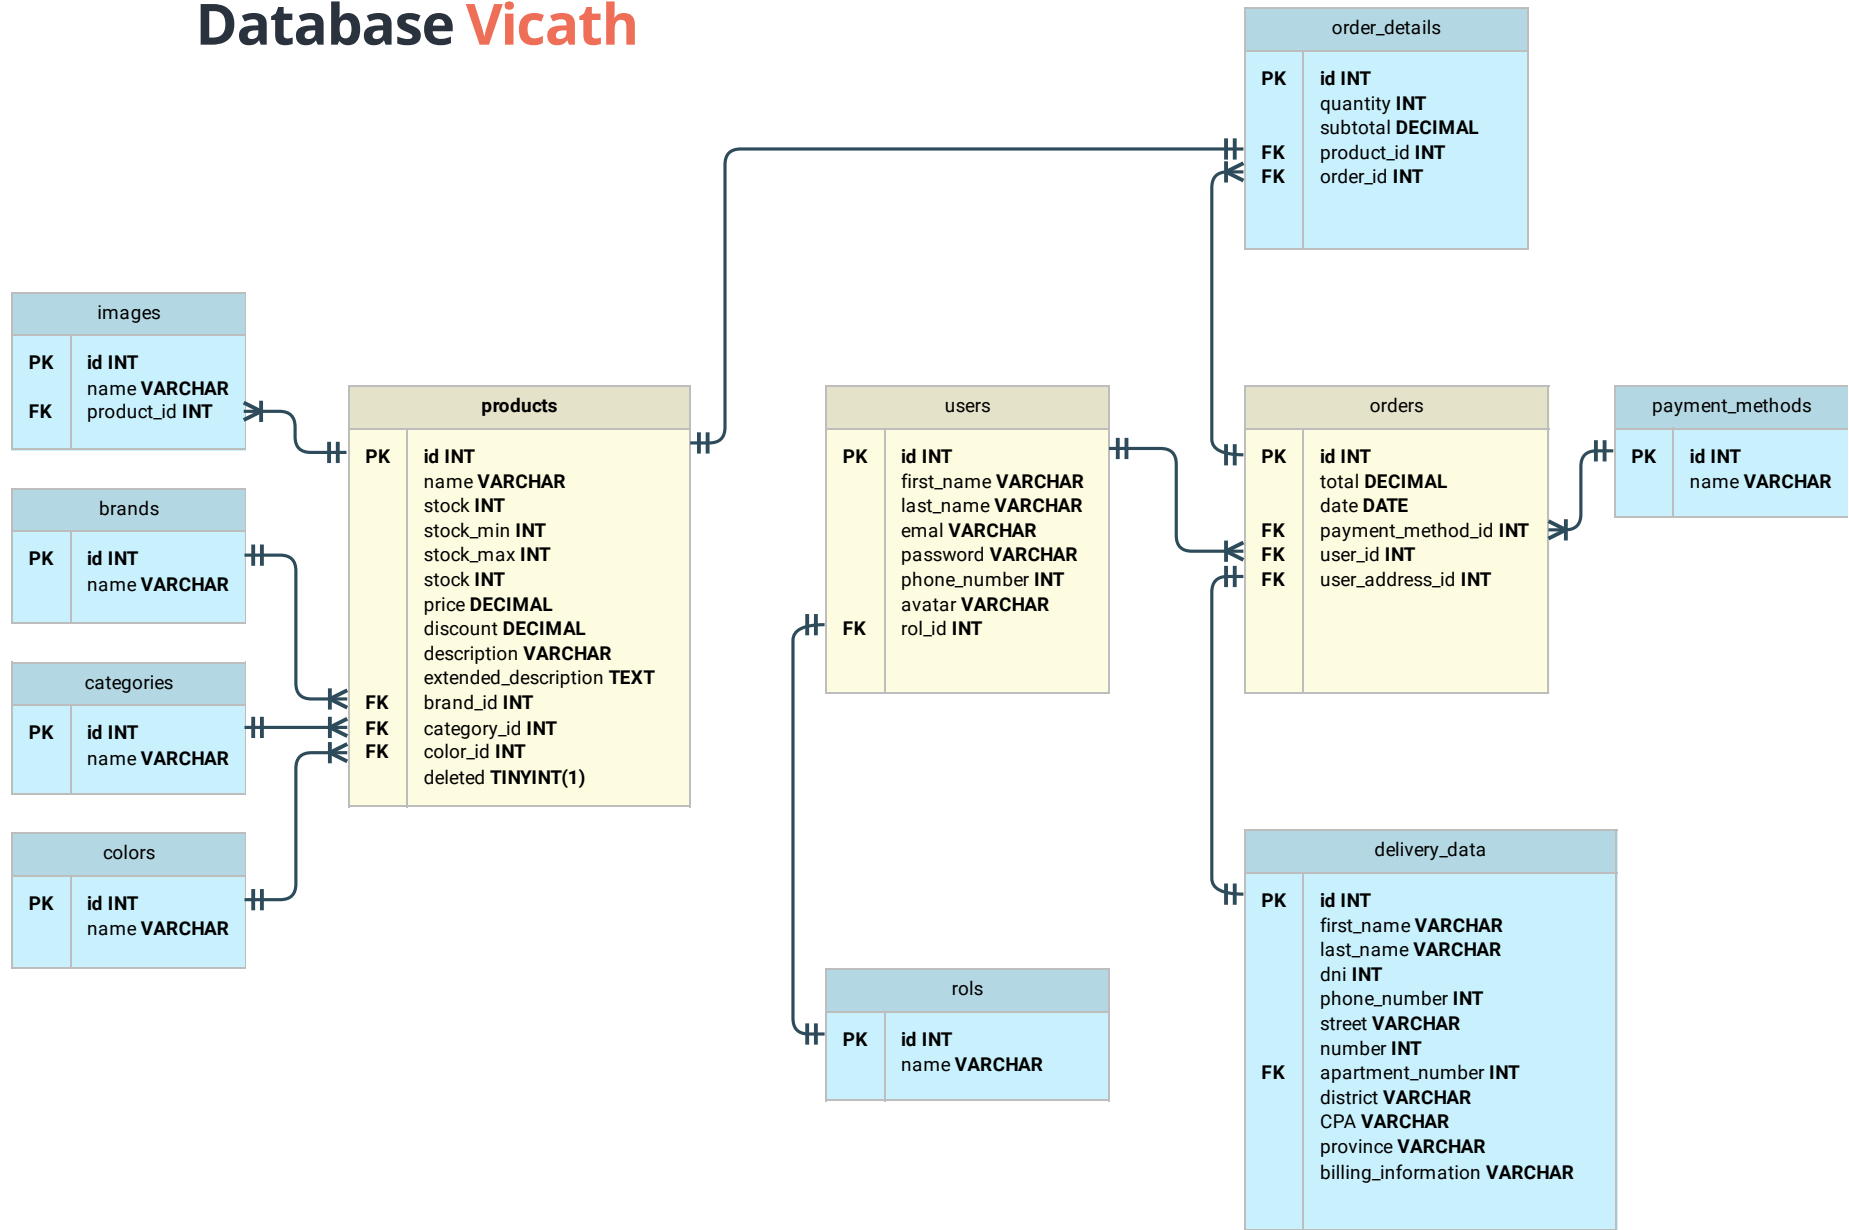 Database Vicath
order_details
PK id INT
quantity INT
subtotal DECIMAL
FK product_id INT
FK order_id INT
images
PK id INT
name VARCHAR
FK product_id INT
brands
PK id INT
name VARCHAR
categories
PK id INT
name VARCHAR
colors
PK id INT
name VARCHAR
products
PK id INT
name VARCHAR
stock INT
stock_min INT
stock_max INT
stock INT
price DECIMAL
discount DECIMAL
description VARCHAR
extended_description TEXT
FK brand_id INT
FK category_id INT
FK color_id INT
deleted TINYINT(1)
users
PK id INT
first_name VARCHAR
last_name VARCHAR
emal VARCHAR
password VARCHAR
phone_number INT
avatar VARCHAR
FK rol_id INT
rols
PK id INT
name VARCHAR
orders
PK id INT
total DECIMAL
date DATE
FK payment_method_id INT
FK user_id INT
FK user_address_id INT
payment_methods
PK id INT
name VARCHAR
delivery_data
PK id INT
first_name VARCHAR
last_name VARCHAR
dni INT
phone_number INT
street VARCHAR
number INT
FK apartment_number INT
district VARCHAR
CPA VARCHAR
province VARCHAR
billing_information VARCHAR